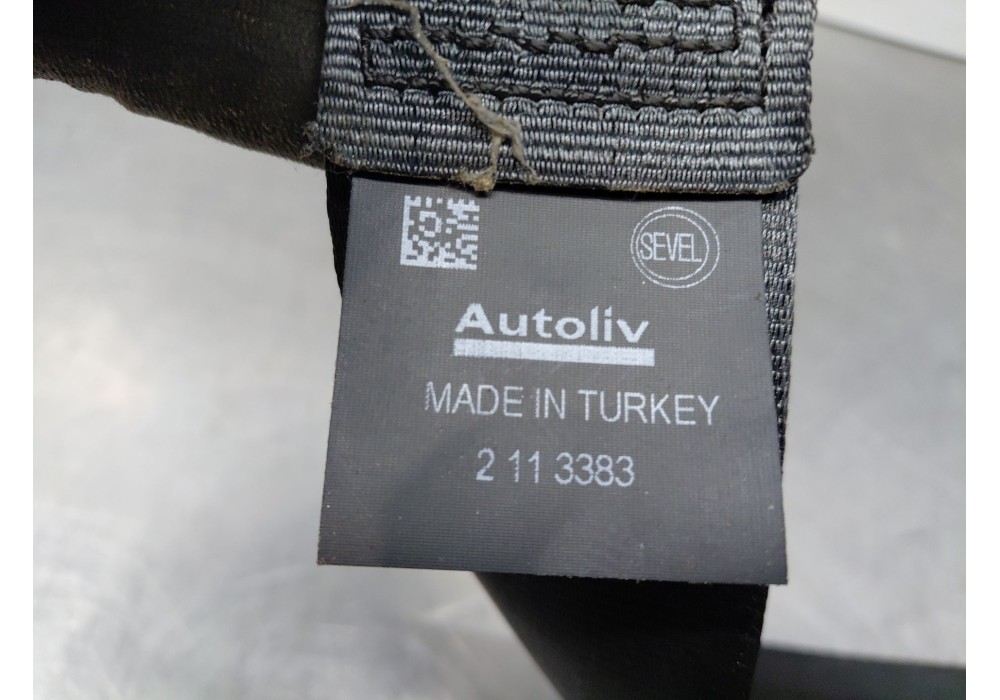 SEVEL
Autoliv
MADE IN TURKEY
2 11 3383